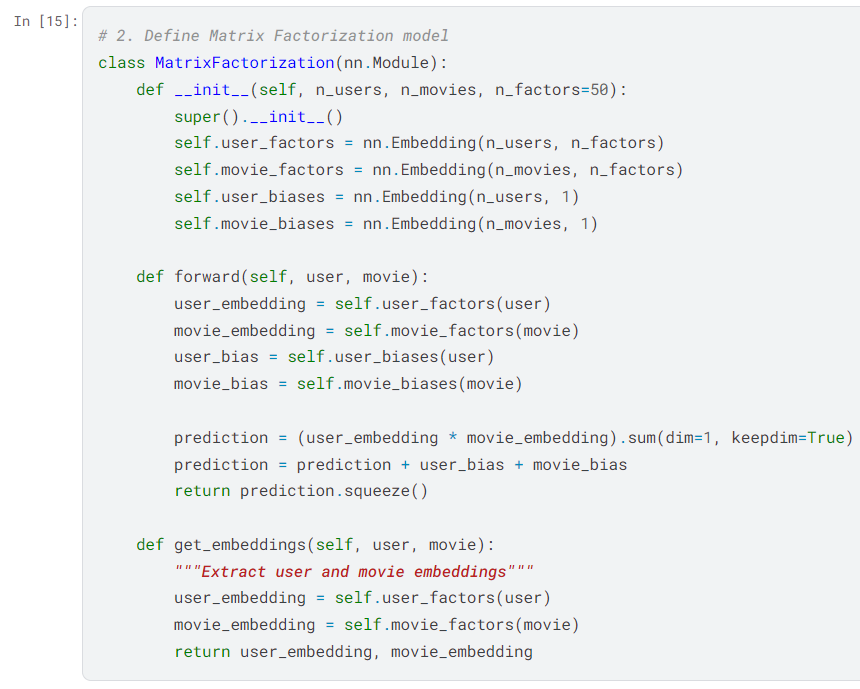 In [15]:
# 2. Define Matrix Factorization model
class MatrixFactorization(nn.Module):
    def __init__(self, n_users, n_movies, n_factors=50):
        super().__init__()
        self.user_factors = nn.Embedding(n_users, n_factors)
        self.movie_factors = nn.Embedding(n_movies, n_factors)
        self.user_biases = nn.Embedding(n_users, 1)
        self.movie_biases = nn.Embedding(n_movies, 1)

    def forward(self, user, movie):
        user_embedding = self.user_factors(user)
        movie_embedding = self.movie_factors(movie)
        user_bias = self.user_biases(user)
        movie_bias = self.movie_biases(movie)

        prediction = (user_embedding * movie_embedding).sum(dim=1, keepdim=True)
        prediction = prediction + user_bias + movie_bias
        return prediction.squeeze()

    def get_embeddings(self, user, movie):
        """Extract user and movie embeddings"""
        user_embedding = self.user_factors(user)
        movie_embedding = self.movie_factors(movie)
        return user_embedding, movie_embedding